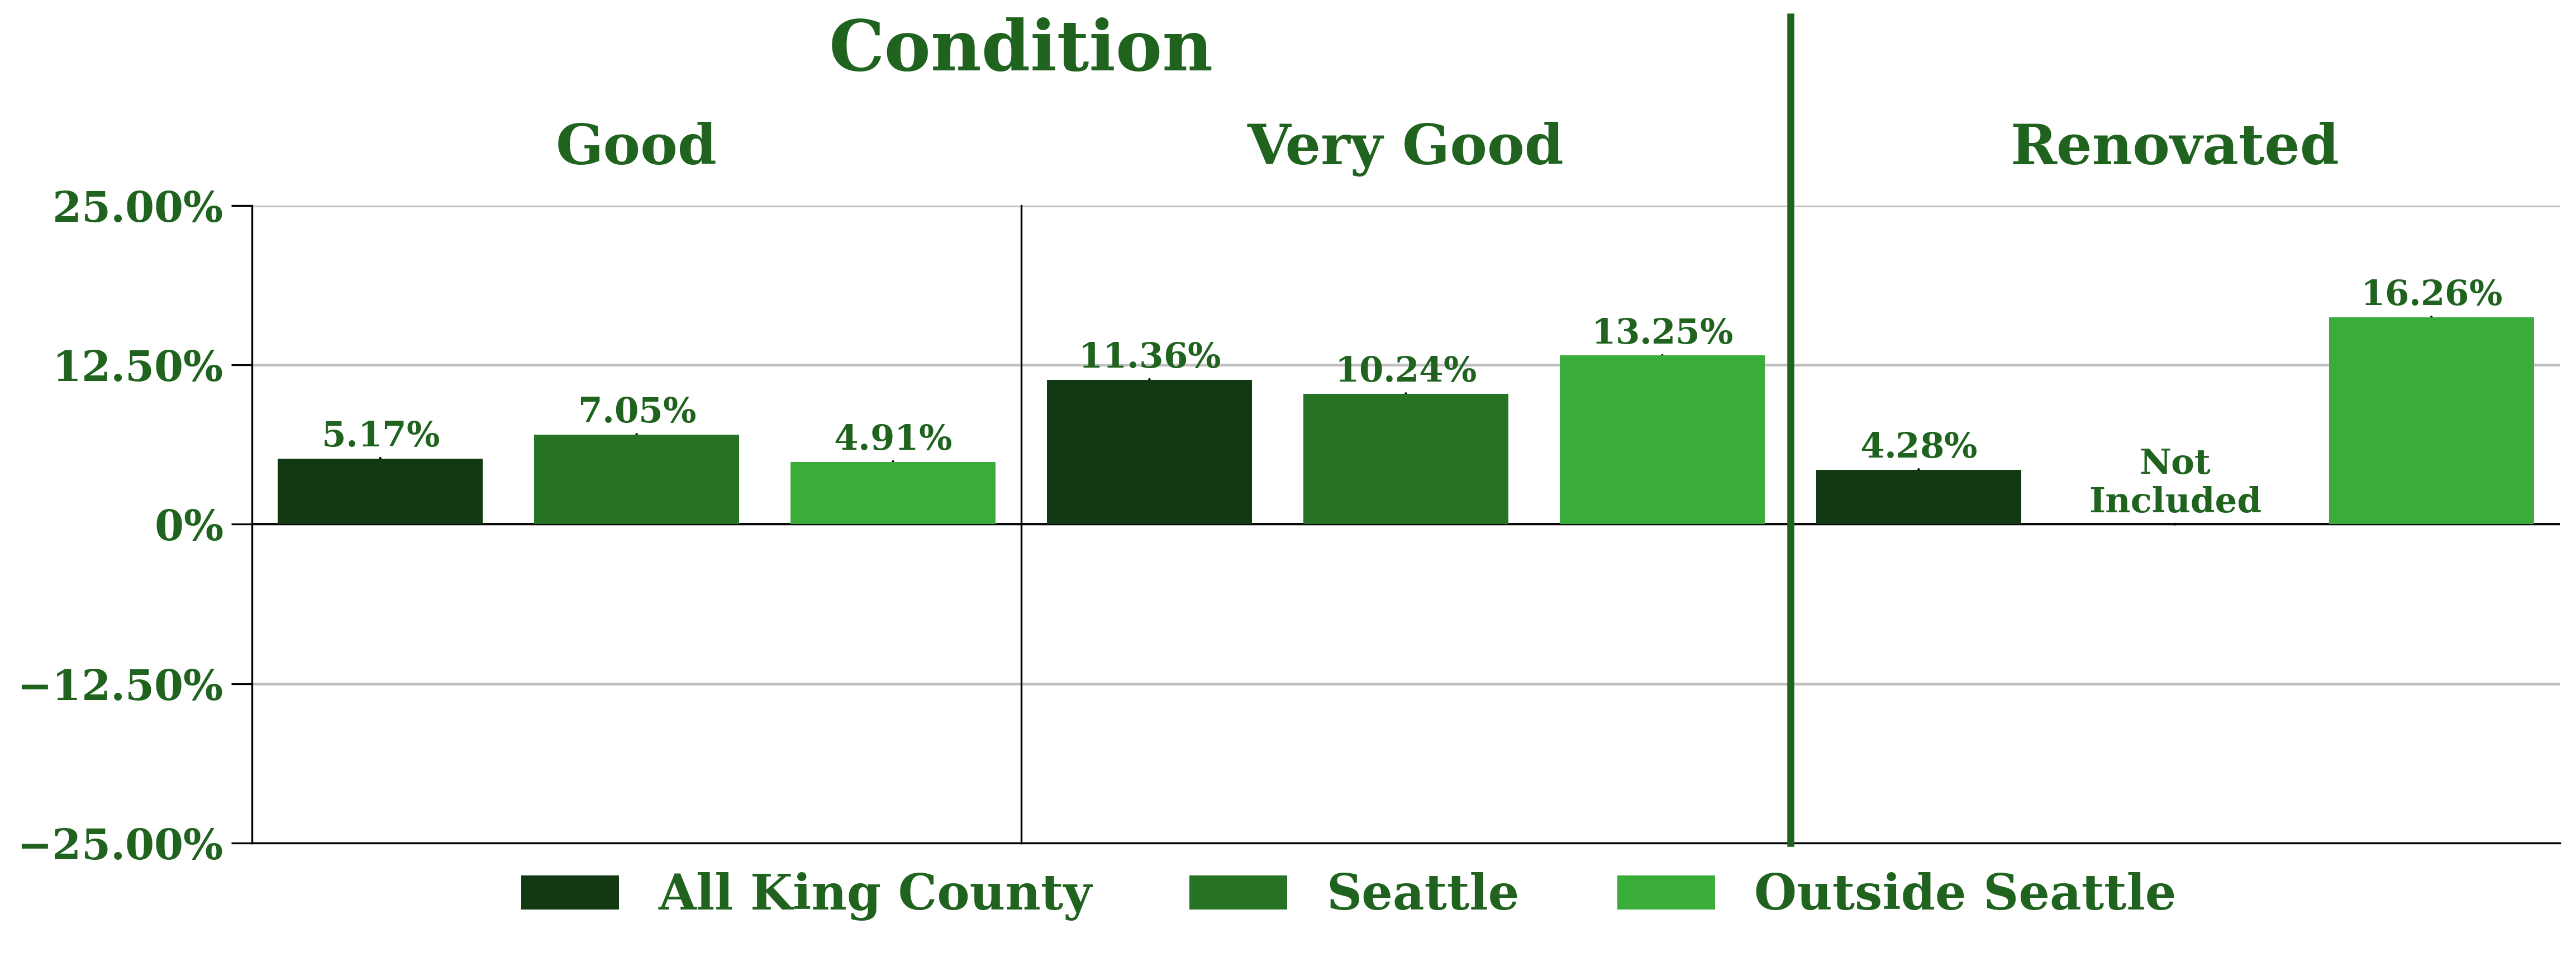 Condition
Good
Very Good
Renovated
25.00%
12.50%
0%
−12.50%
−25.00%
5.17%
7.05%
4.91%
11.36%
10.24%
13.25%
4.28%
Not
Included
16.26%
All King County
Seattle
Outside Seattle